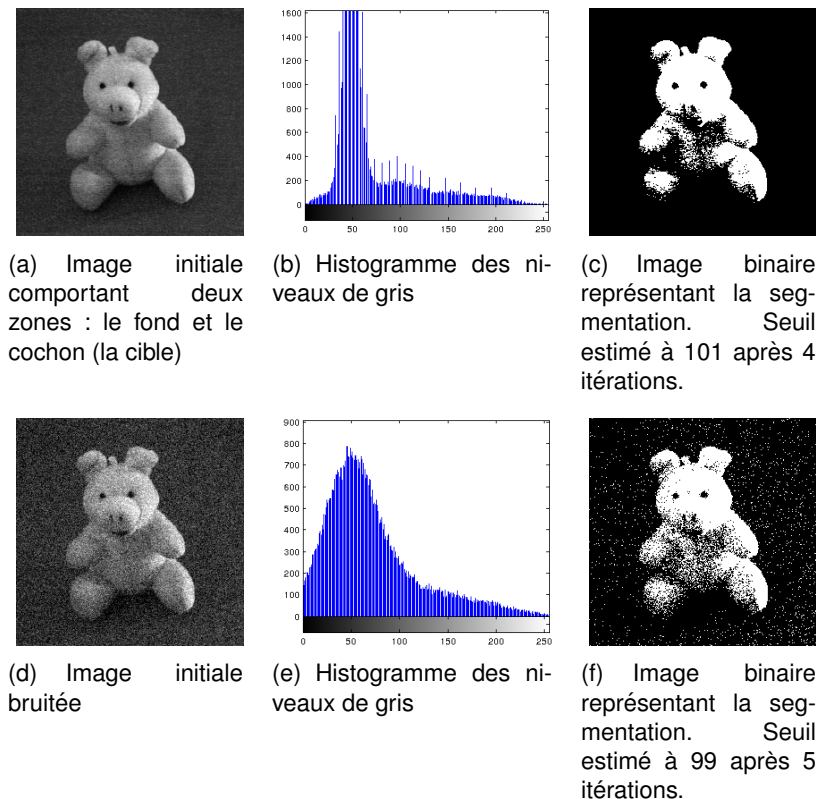 1600
1400
1200
1000
800
600
400
200
0
0 50 100 150 200 250
(a) Image initiale
comportant deux
zones : le fond et le
cochon (la cible)
(b) Histogramme des ni-
veaux de gris
(c) Image binaire
représentant la seg-
mentation. Seuil
estimé à 101 après 4
itérations.
900
800
700
600
500
400
300
200
100
0
0 50 100 150 200 250
(d) Image initiale
bruitée
(e) Histogramme des ni-
veaux de gris
(f) Image binaire
représentant la seg-
mentation. Seuil
estimé à 99 après 5
itérations.